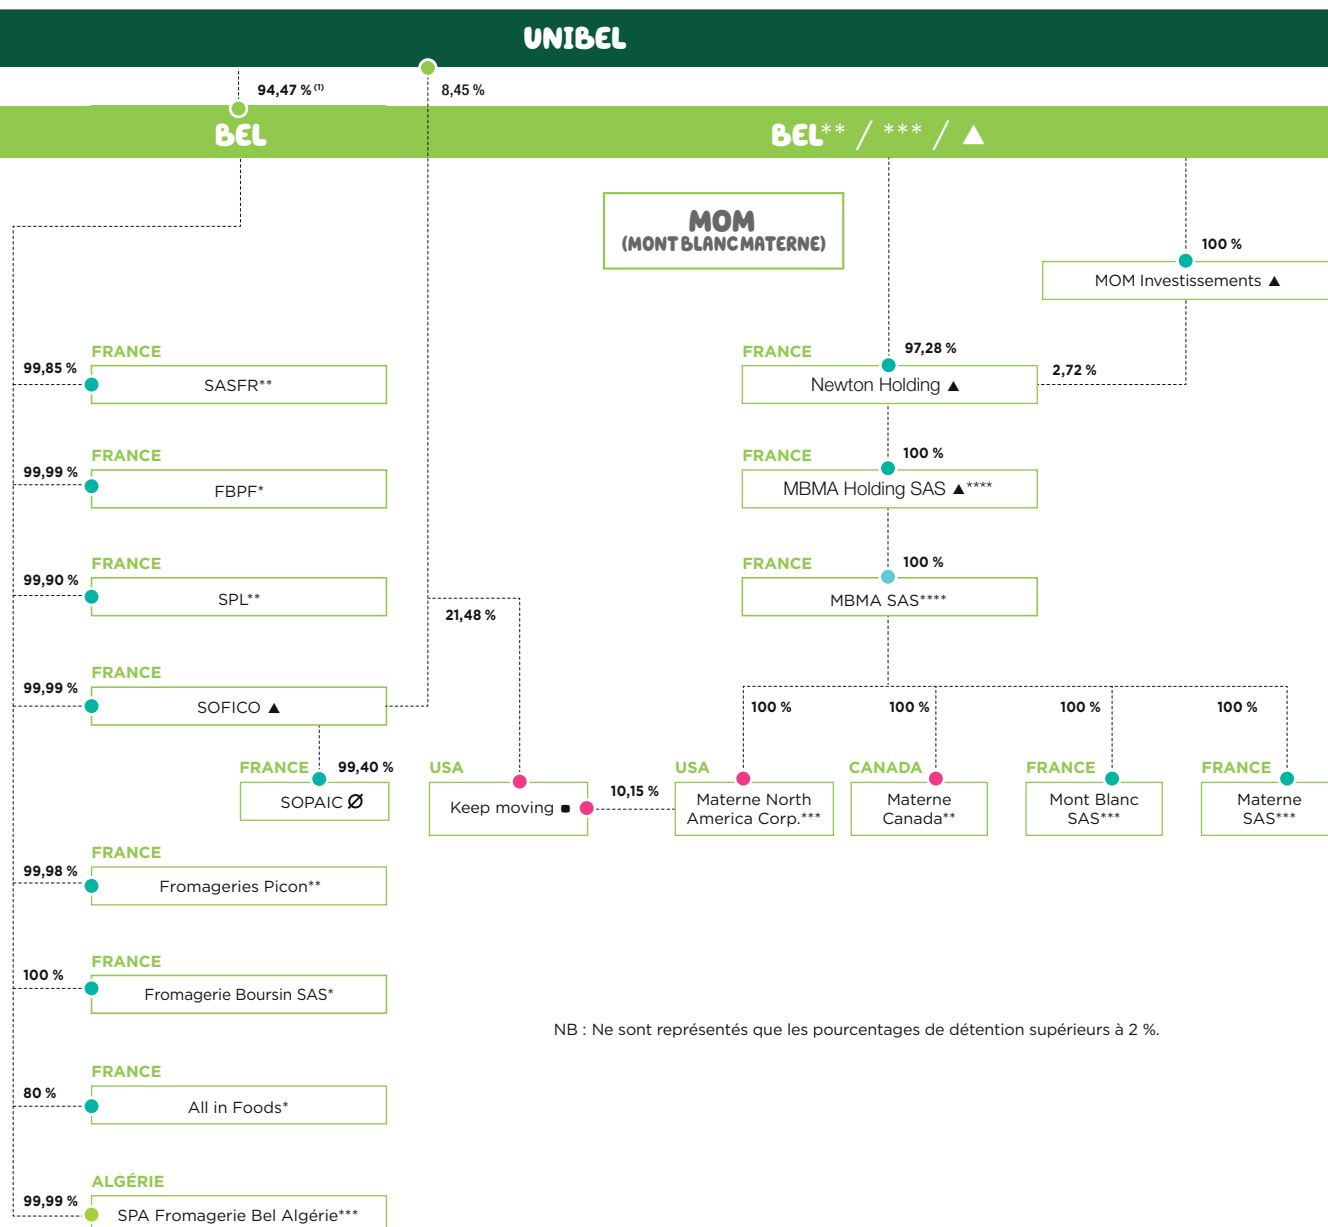 UNIBEL
94,47 % (1)
8,45 %
BEL
BEL** / *** / ▲
MOM
(MONT BLANC MATERNE)
100 %
MOM Investissements ▲
FRANCE
99,85 %
SASFR**
FRANCE
97,28 %
Newton Holding ▲
2,72 %
FRANCE
99,99 %
FBPF*
FRANCE
100 %
MBMA Holding SAS ▲****
FRANCE
99,90 %
SPL**
FRANCE
100 %
MBMA SAS****
21,48 %
FRANCE
99,99 %
SOFICO ▲
100 %
100 %
100 %
100 %
FRANCE
99,40 %
SOPAIC Ø
USA
Keep moving ■
10,15 %
USA
Materne North
America Corp.***
CANADA
Materne
Canada**
FRANCE
Mont Blanc
SAS***
FRANCE
Materne
SAS***
FRANCE
99,98 %
Fromageries Picon**
FRANCE
100 %
Fromagerie Boursin SAS*
NB : Ne sont représentés que les pourcentages de détention supérieurs à 2 %.
FRANCE
80 %
All in Foods*
ALGÉRIE
99,99 %
SPA Fromagerie Bel Algérie***